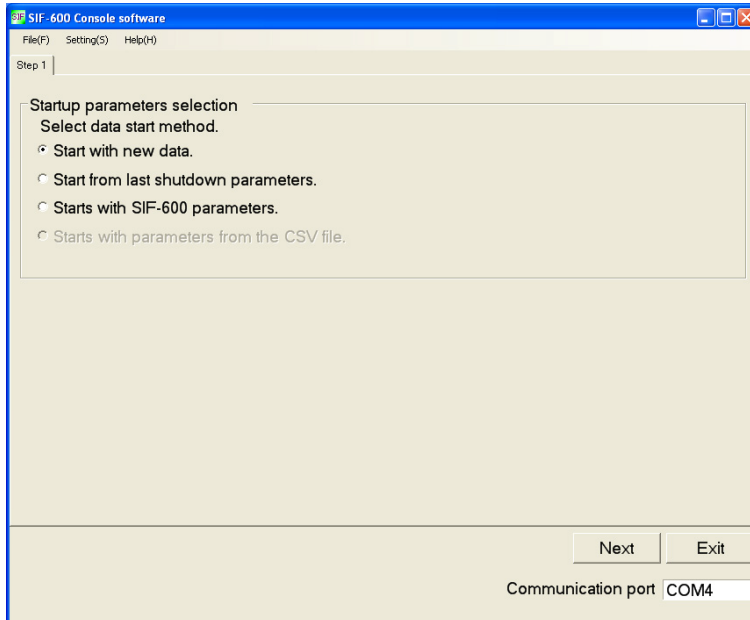 SIF SIF-600 Console software
File(F) Setting(S) Help(H)
Step 1
Startup parameters selection
Select data start method.
Start with new data.
Start from last shutdown parameters.
Starts with SIF-600 parameters.
Starts with parameters from the CSV file.
Next Exit
Communication port COM4